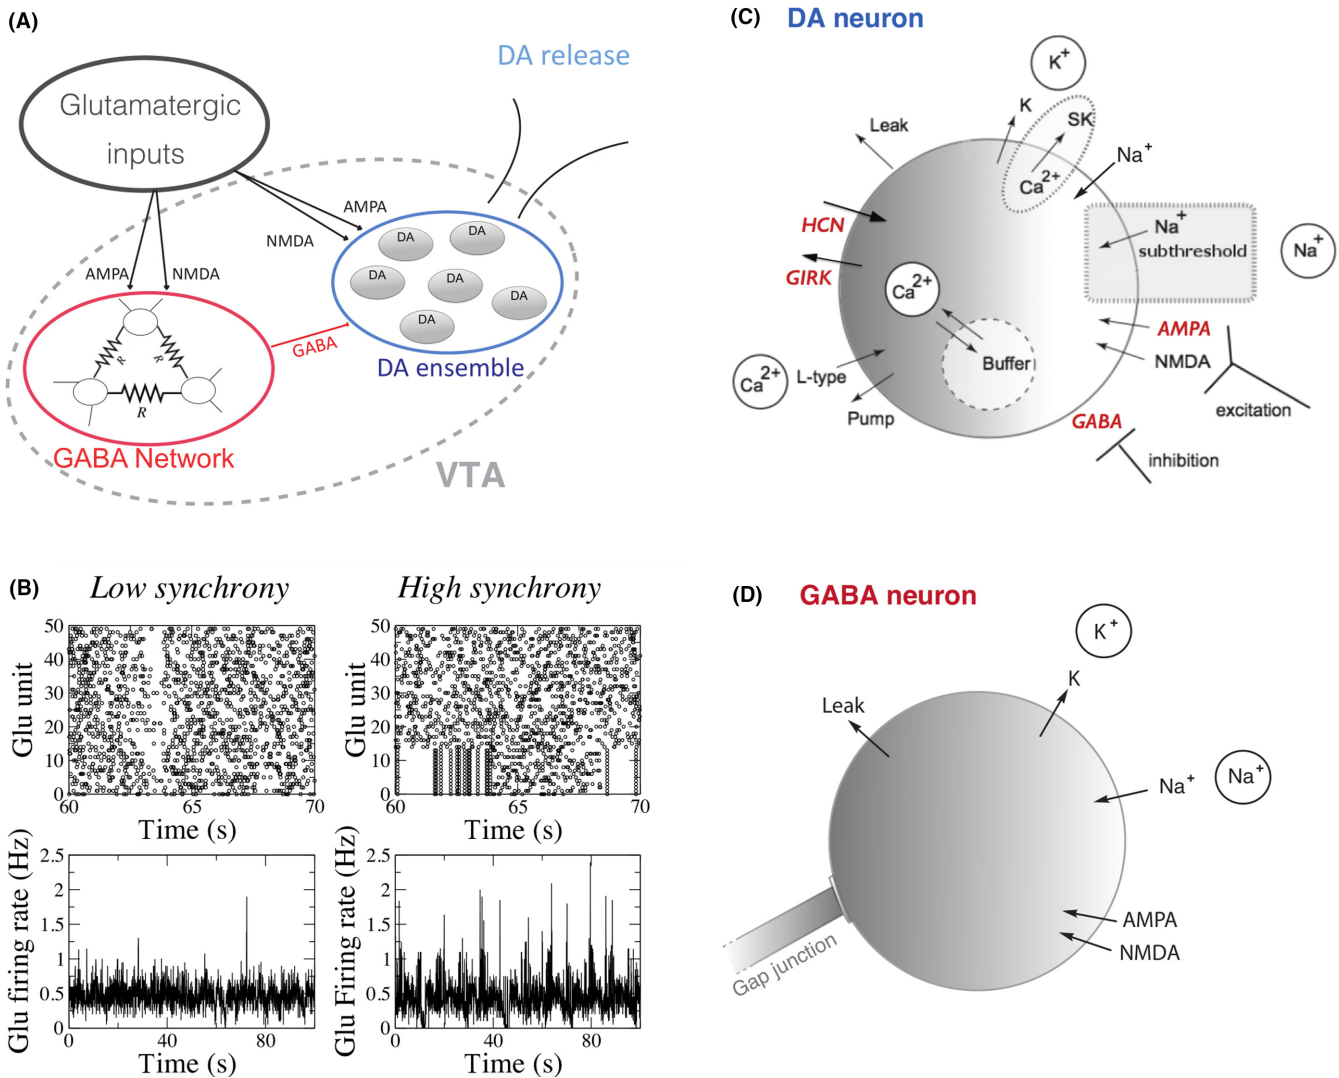 (A)
DA release
Glutamatergic
inputs
AMPA
NMDA
AMPA
NMDA
DA
DA
DA
DA
DA
DA
R
R
R
GABA
DA ensemble
GABA Network
VTA
(B)
Low synchrony
High synchrony
Glu unit
50
40
30
20
10
0
60
65
70
Time (s)
Glu unit
50
40
30
20
10
0
60
65
70
Time (s)
Glu firing rate (Hz)
2.5
2
1.5
1
0.5
0
0
40
80
Time (s)
Glu Firing rate (Hz)
2.5
2
1.5
1
0.5
0
0
40
80
Time (s)
(C)
DA neuron
K+
K
SK
Leak
Ca2+
Na+
HCN
GIRK
Na+
subthreshold
Na+
Ca2+
Buffer
AMPA
NMDA
Ca2+
L-type
Pump
excitation
GABA
inhibition
(D)
GABA neuron
K+
K
Leak
Na+
Na+
AMPA
NMDA
Gap junction